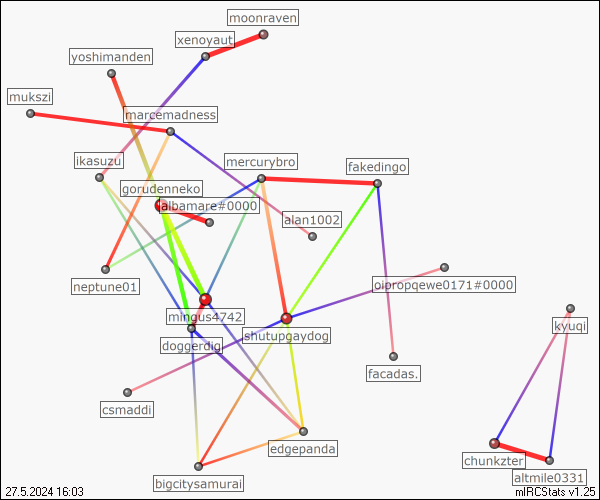 moonraven
xenoyaut
yoshimanden
mukszi
marcemadness
ikasuzu
mercurybro
fakedingo
gorudenneko
albamare#0000
alan1002
neptune01
oipropqewe0171#0000
mingus4742
shutupgaydog
kyuqi
doggerdig
facadas.
csmaddi
edgepanda
chunkzter
bigcitysamurai
altmile0331
27.5.2024 16:03
mIRCStats v1.25